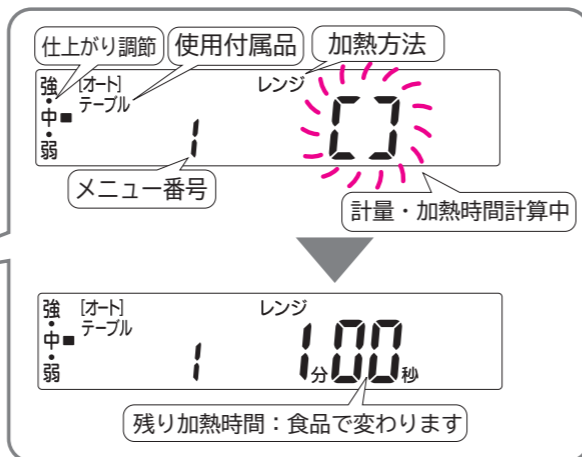 仕上がり調節 使用付属品 加熱方法
強・中・弱 [オート] レンジ
テーブル
1
メニュー番号
計量・加熱時間計算中
強・中・弱 [オート] レンジ
テーブル
1 1分00秒
残り加熱時間：食品で変わります